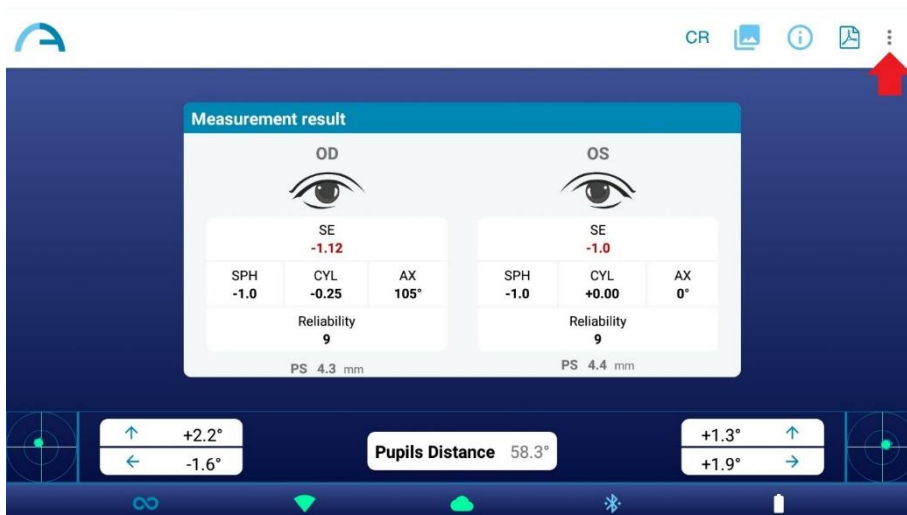 CR
Measurement result
OD
OS
SE
-1.12
SE
-1.0
SPH
-1.0
CYL
-0.25
AX
105°
SPH
-1.0
CYL
+0.00
AX
0°
Reliability
9
Reliability
9
PS 4.3 mm
PS 4.4 mm
+2.2°
-1.6°
Pupils Distance 58.3°
+1.3°
+1.9°